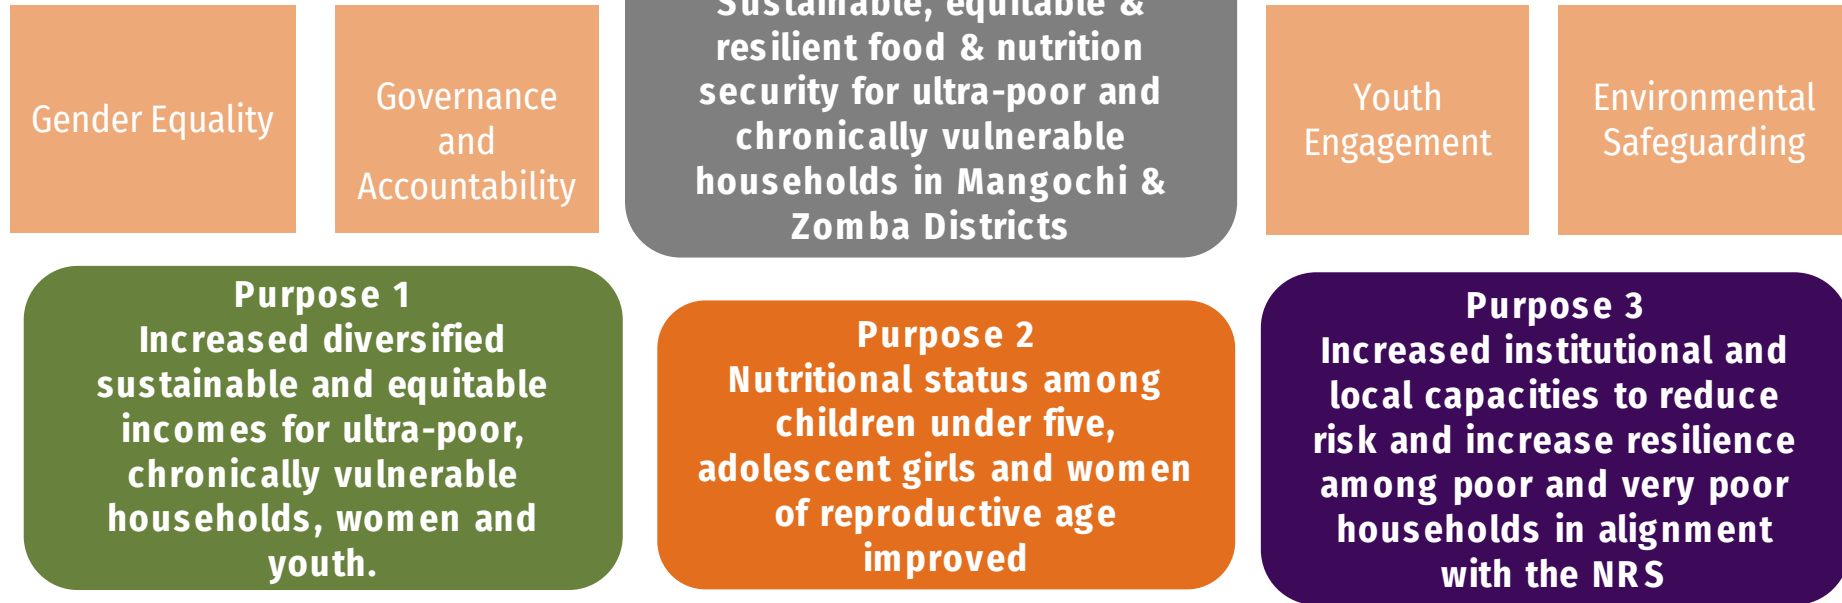 Gender Equality
Governance
and
Accountability
Sustainable, equitable &
resilient food & nutrition
security for ultra-poor and
chronically vulnerable
households in Mangochi &
Zomba Districts
Youth
Engagement
Environmental
Safeguarding
Purpose 1
Increased diversified
sustainable and equitable
incomes for ultra-poor,
chronically vulnerable
households, women and
youth.
Purpose 2
Nutritional status among
children under five,
adolescent girls and women
of reproductive age
improved
Purpose 3
Increased institutional and
local capacities to reduce
risk and increase resilience
among poor and very poor
households in alignment
with the NRS